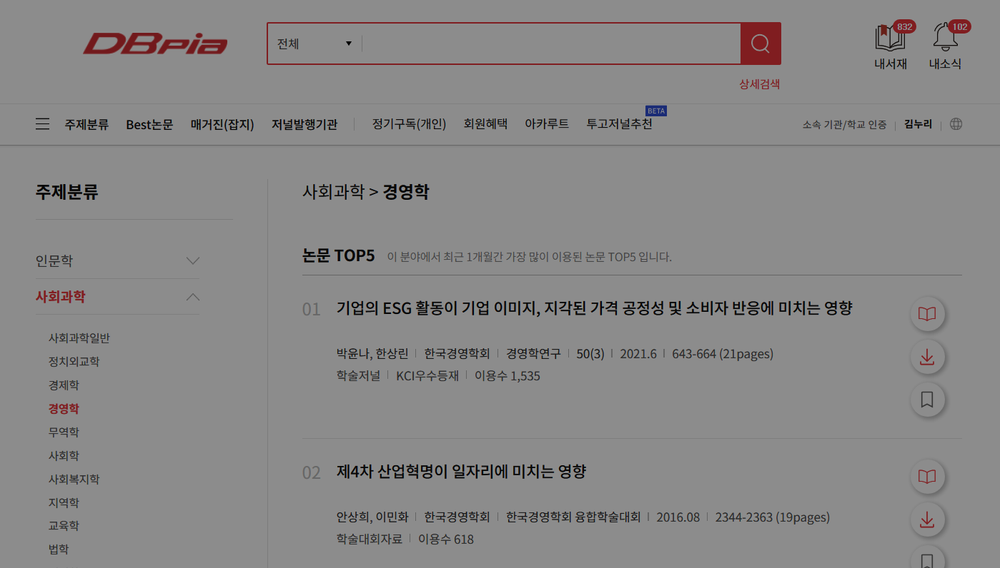 DBpia
전체
832
102
내서재
내소식
상세검색
주제분류 Best논문 매거진(잡지) 저널발행기관 정기구독(개인) 회원혜택 아카루트 투고저널추천 BETA 소속 기관/학교 인증 김누리
주제분류
인문학
사회과학
사회과학일반
정치외교학
경제학
경영학
무역학
사회학
사회복지학
지역학
교육학
법학
사회과학 > 경영학
논문 TOP5 이 분야에서 최근 1개월간 가장 많이 이용된 논문 TOP5 입니다.
01 기업의 ESG 활동이 기업 이미지, 지각된 가격 공정성 및 소비자 반응에 미치는 영향
박윤나, 한상린 한국경영학회 경영학연구 50(3) 2021.6 643-664 (21pages)
학술저널 KCI우수등재 이용수 1,535
02 제4차 산업혁명이 일자리에 미치는 영향
안상희, 이민화 한국경영학회 한국경영학회 융합학술대회 2016.08 2344-2363 (19pages)
학술대회자료 이용수 618